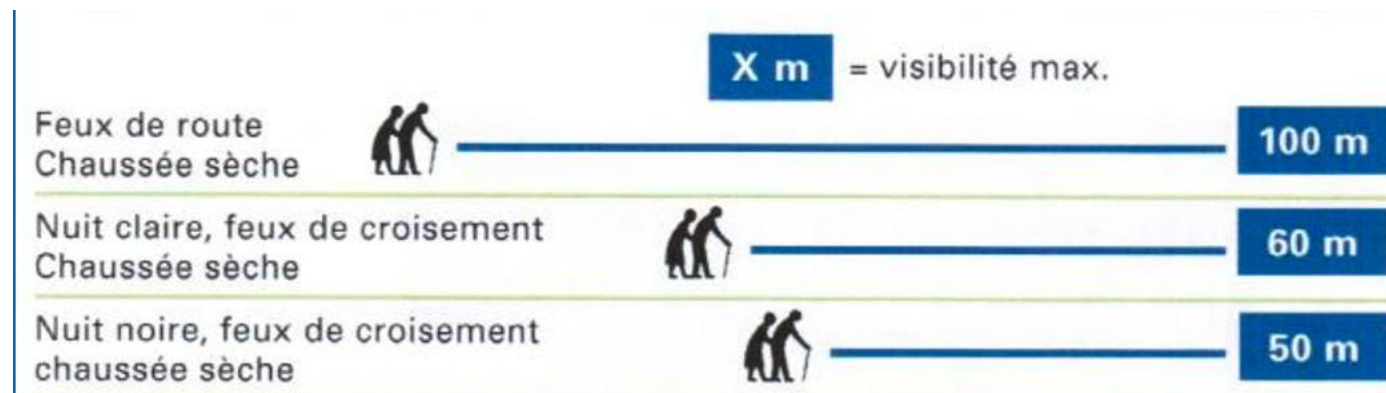 X m = visibilité max.
Feux de route
Chaussée sèche
100 m
Nuit claire, feux de croisement
Chaussée sèche
60 m
Nuit noire, feux de croisement
chaussée sèche
50 m